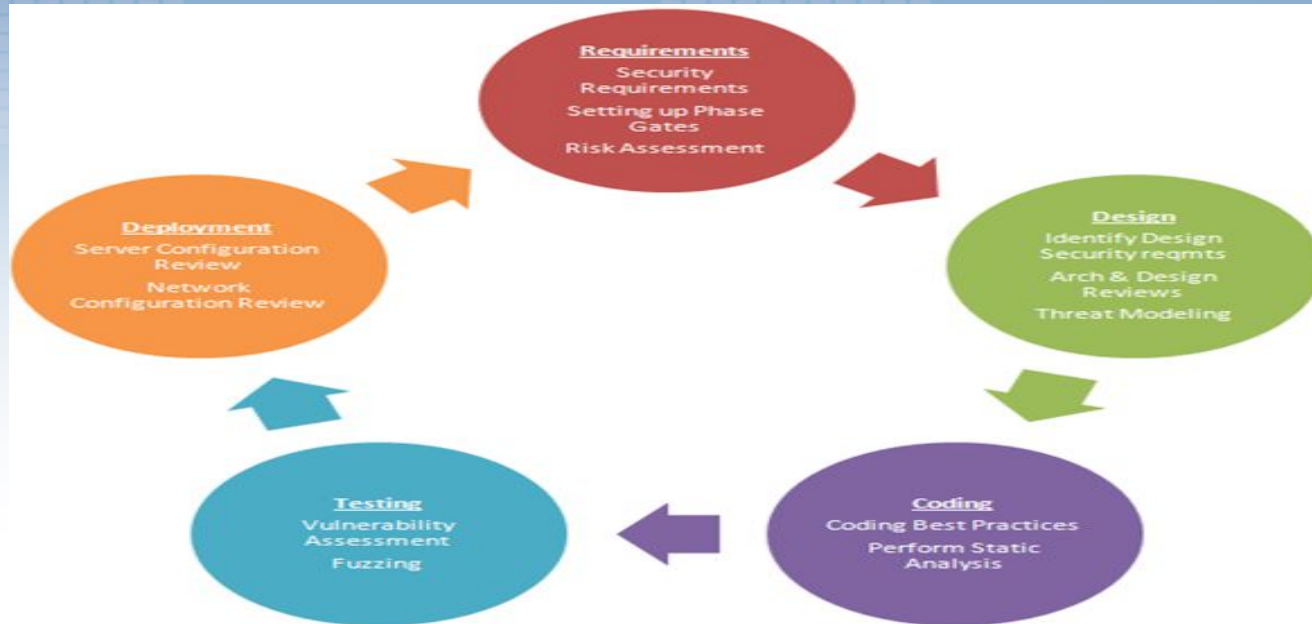 Requirements
Security
Requirements
Setting up Phase
Gates
Risk Assessment
Design
Identify Design
Security reqmts
Arch & Design
Reviews
Threat Modeling
Coding
Coding Best Practices
Perform Static
Analysis
Testing
Vulnerability
Assessment
Fuzzing
Deployment
Server Configuration
Review
Network
Configuration Review